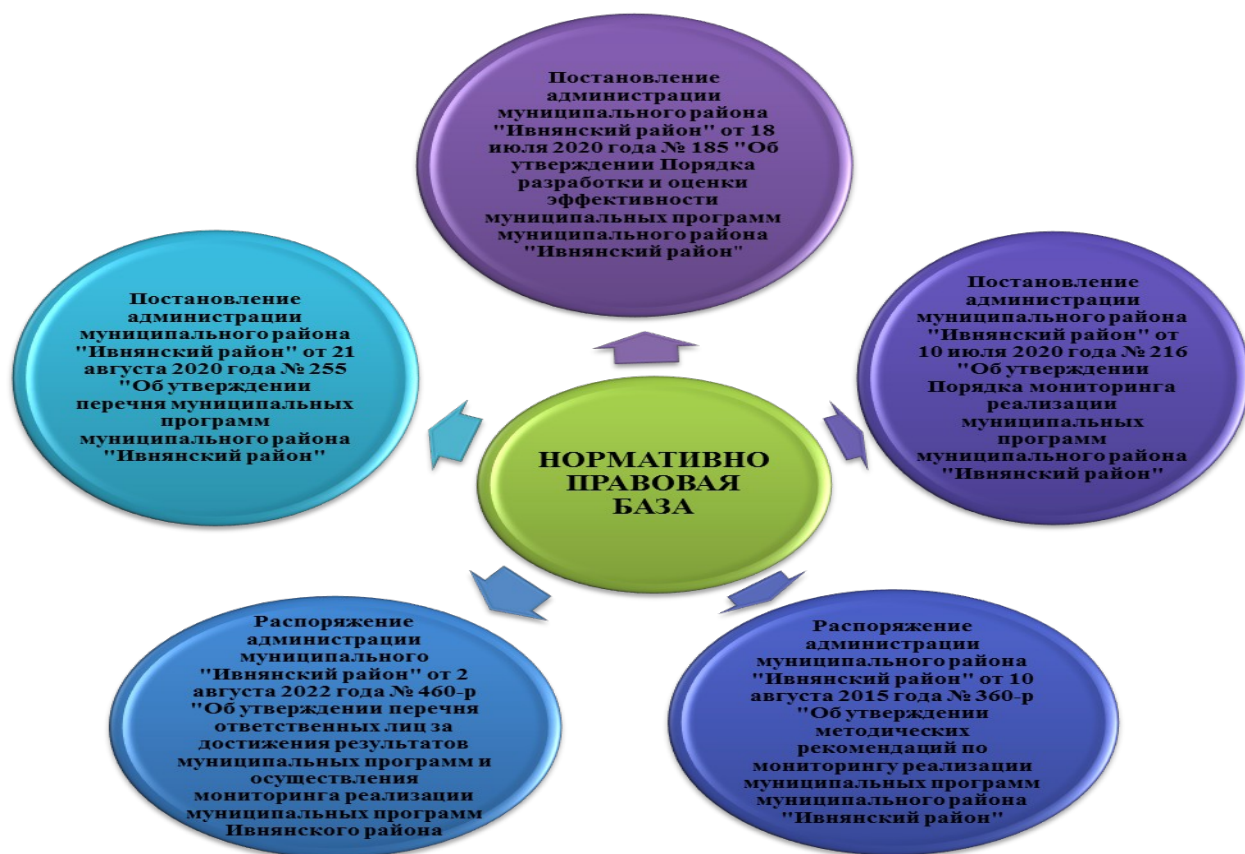 Постановление
администрации
муниципального района
"Ивнянский район" от 18
июля 2020 года № 185 "Об
утверждении Порядка
разработки и оценки
эффективности
муниципальных программ
муниципального района
"Ивнянский район"
Постановление
администрации
муниципального района
"Ивнянский район" от 21
августа 2020 года № 255
"Об утверждении
перечня муниципальных
программ
муниципального района
"Ивнянский район"
Постановление
администрации
муниципального района
"Ивнянский район" от
10 июля 2020 года № 216
"Об утверждении
Порядка мониторинга
реализации
муниципальных
программ
муниципального района
"Ивнянский район"
НОРМАТИВНО
ПРАВОВАЯ
БАЗА
Распоряжение
администрации
муниципального
"Ивнянский район" от 2
августа 2022 года № 460-р
"Об утверждении перечня
ответственных лиц за
достижения результатов
муниципальных программ и
осуществления
мониторинга реализации
муниципальных программ
Ивнянского района
Распоряжение
администрации
муниципального района
"Ивнянский район" от 10
августа 2015 года № 360-р
"Об утверждении
методических
рекомендаций по
мониторингу реализации
муниципальных программ
муниципального района
"Ивнянский район"